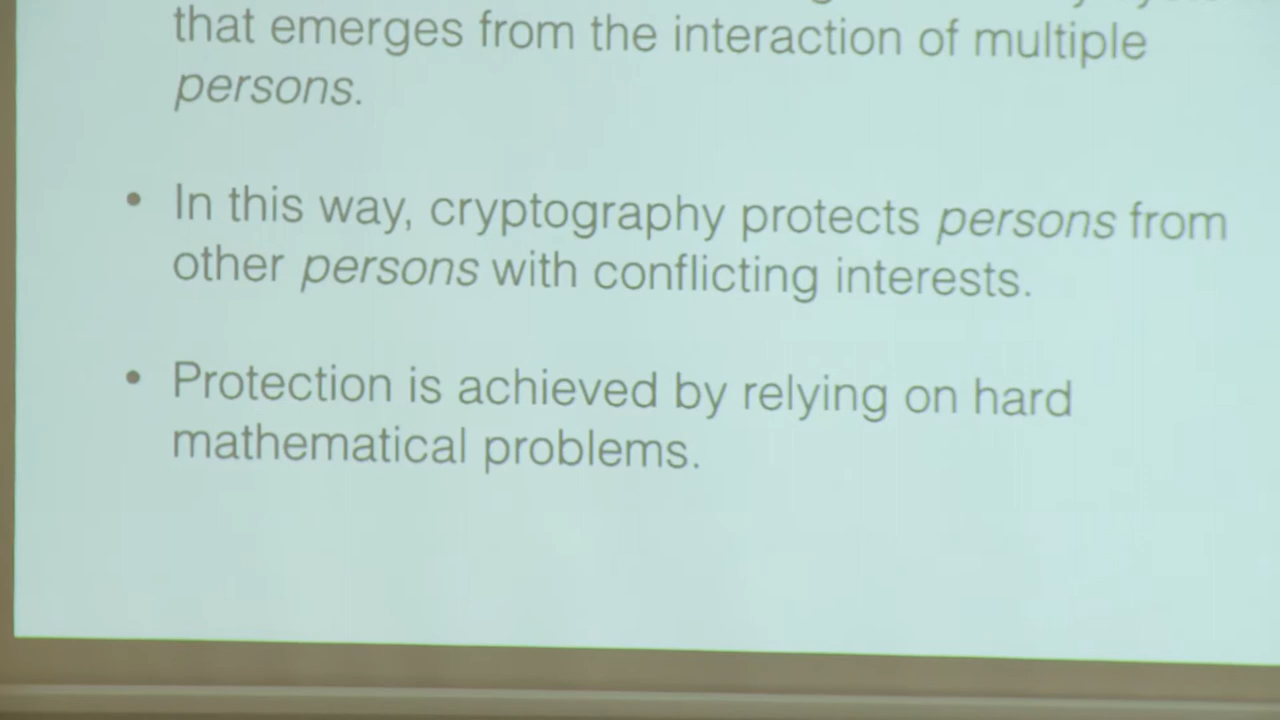 that emerges from the interaction of multiple
persons.
• In this way, cryptography protects persons from
other persons with conflicting interests.
• Protection is achieved by relying on hard
mathematical problems.